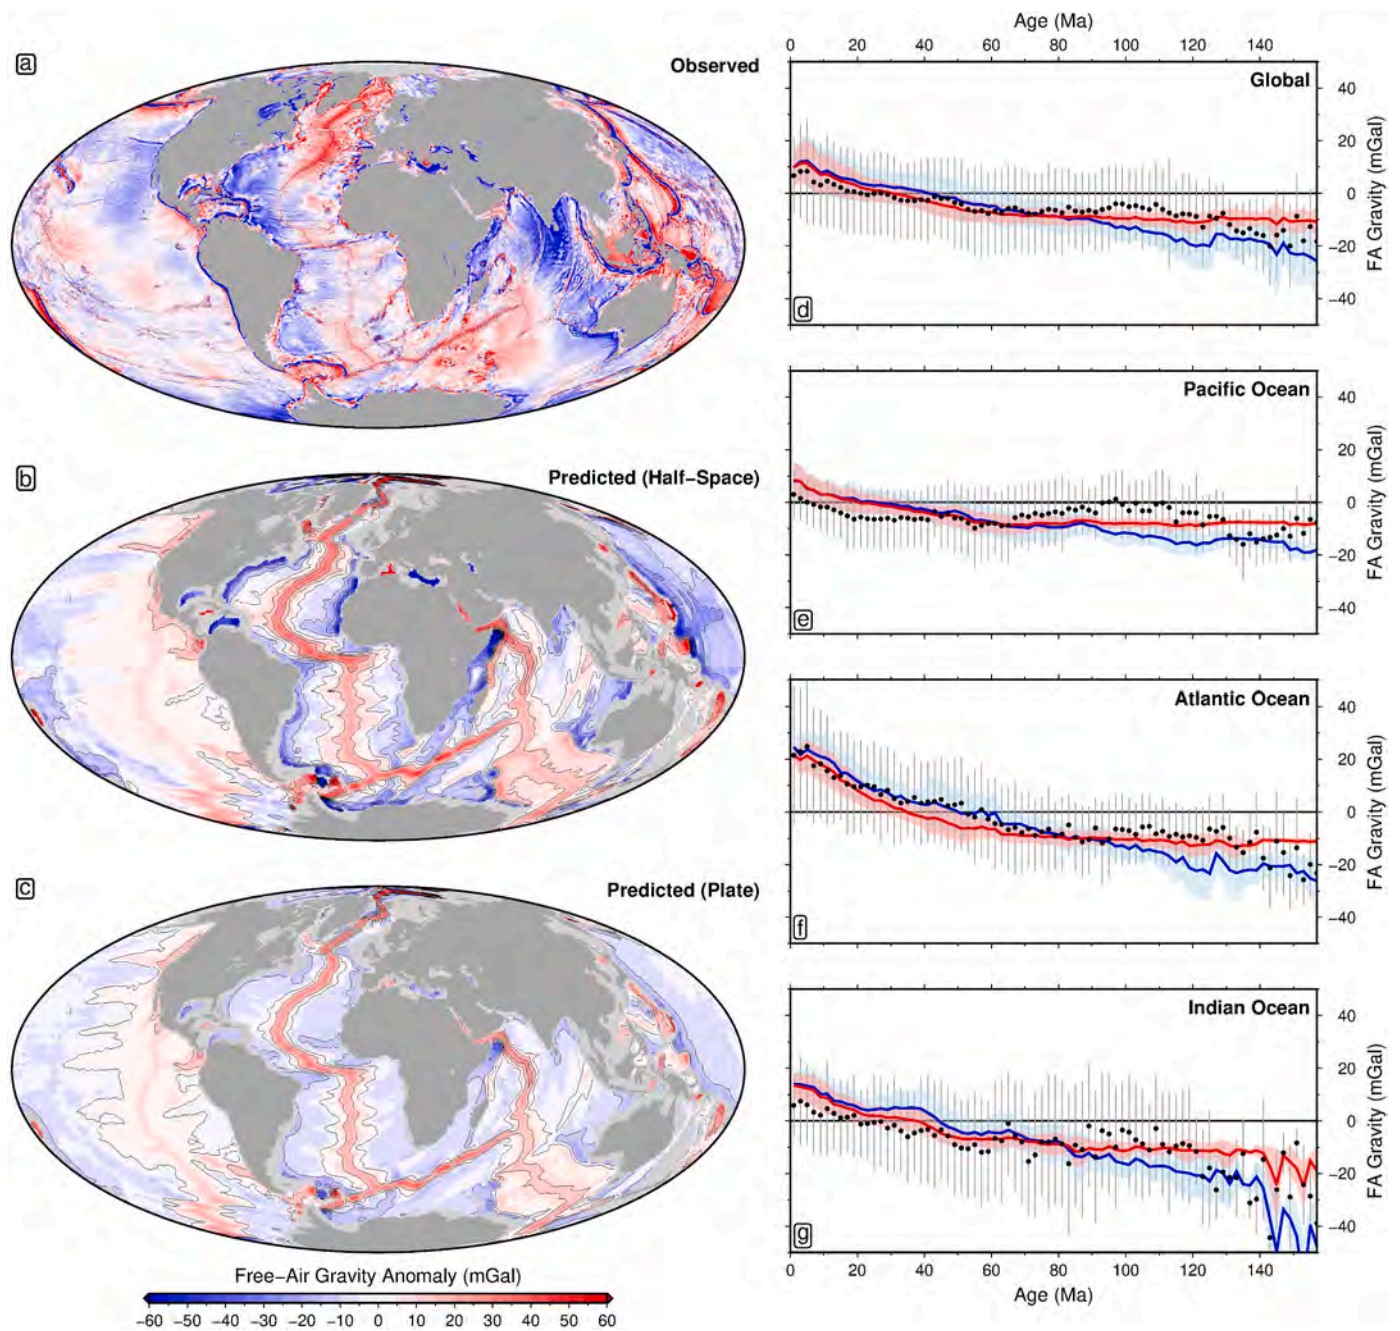 a
Observed
b
Predicted (Half−Space)
c
Predicted (Plate)
Free−Air Gravity Anomaly (mGal)
−60 −50 −40 −30 −20 −10 0 10 20 30 40 50 60
Age (Ma)
0 20 40 60 80 100 120 140
Global
40
20
0
−20
−40
FA Gravity (mGal)
d
Pacific Ocean
40
20
0
−20
−40
FA Gravity (mGal)
e
Atlantic Ocean
40
20
0
−20
−40
FA Gravity (mGal)
f
Indian Ocean
40
20
0
−20
−40
FA Gravity (mGal)
g
0 20 40 60 80 100 120 140
Age (Ma)